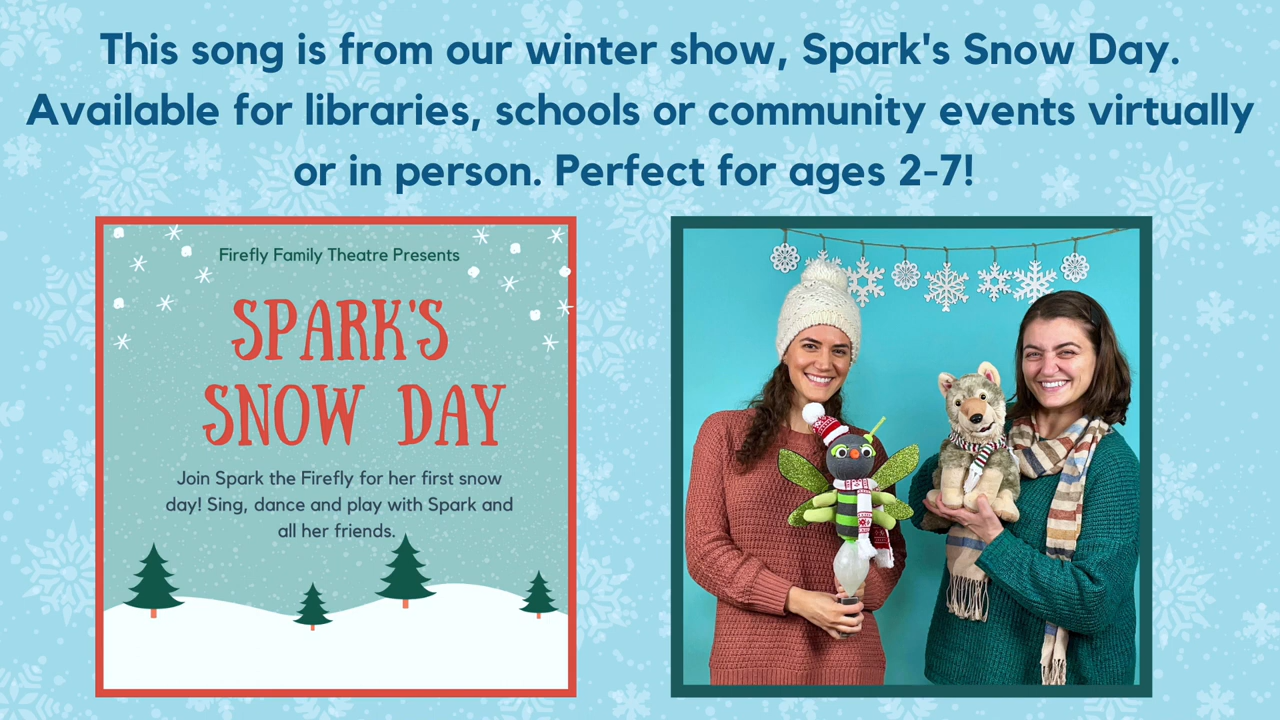 This song is from our winter show, Spark's Snow Day.
Available for libraries, schools or community events virtually
or in person. Perfect for ages 2-7!
Firefly Family Theatre Presents
SPARK'S
SNOW DAY
Join Spark the Firefly for her first snow
day! Sing, dance and play with Spark and
all her friends.